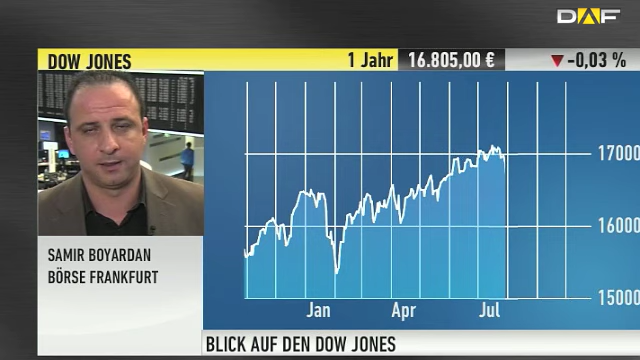 DAF
DOW JONES 1 Jahr 16.805,00 € ▼ -0,03 %
17000
16000
15000
Jan Apr Jul
SAMIR BOYARDAN
BÖRSE FRANKFURT
BLICK AUF DEN DOW JONES